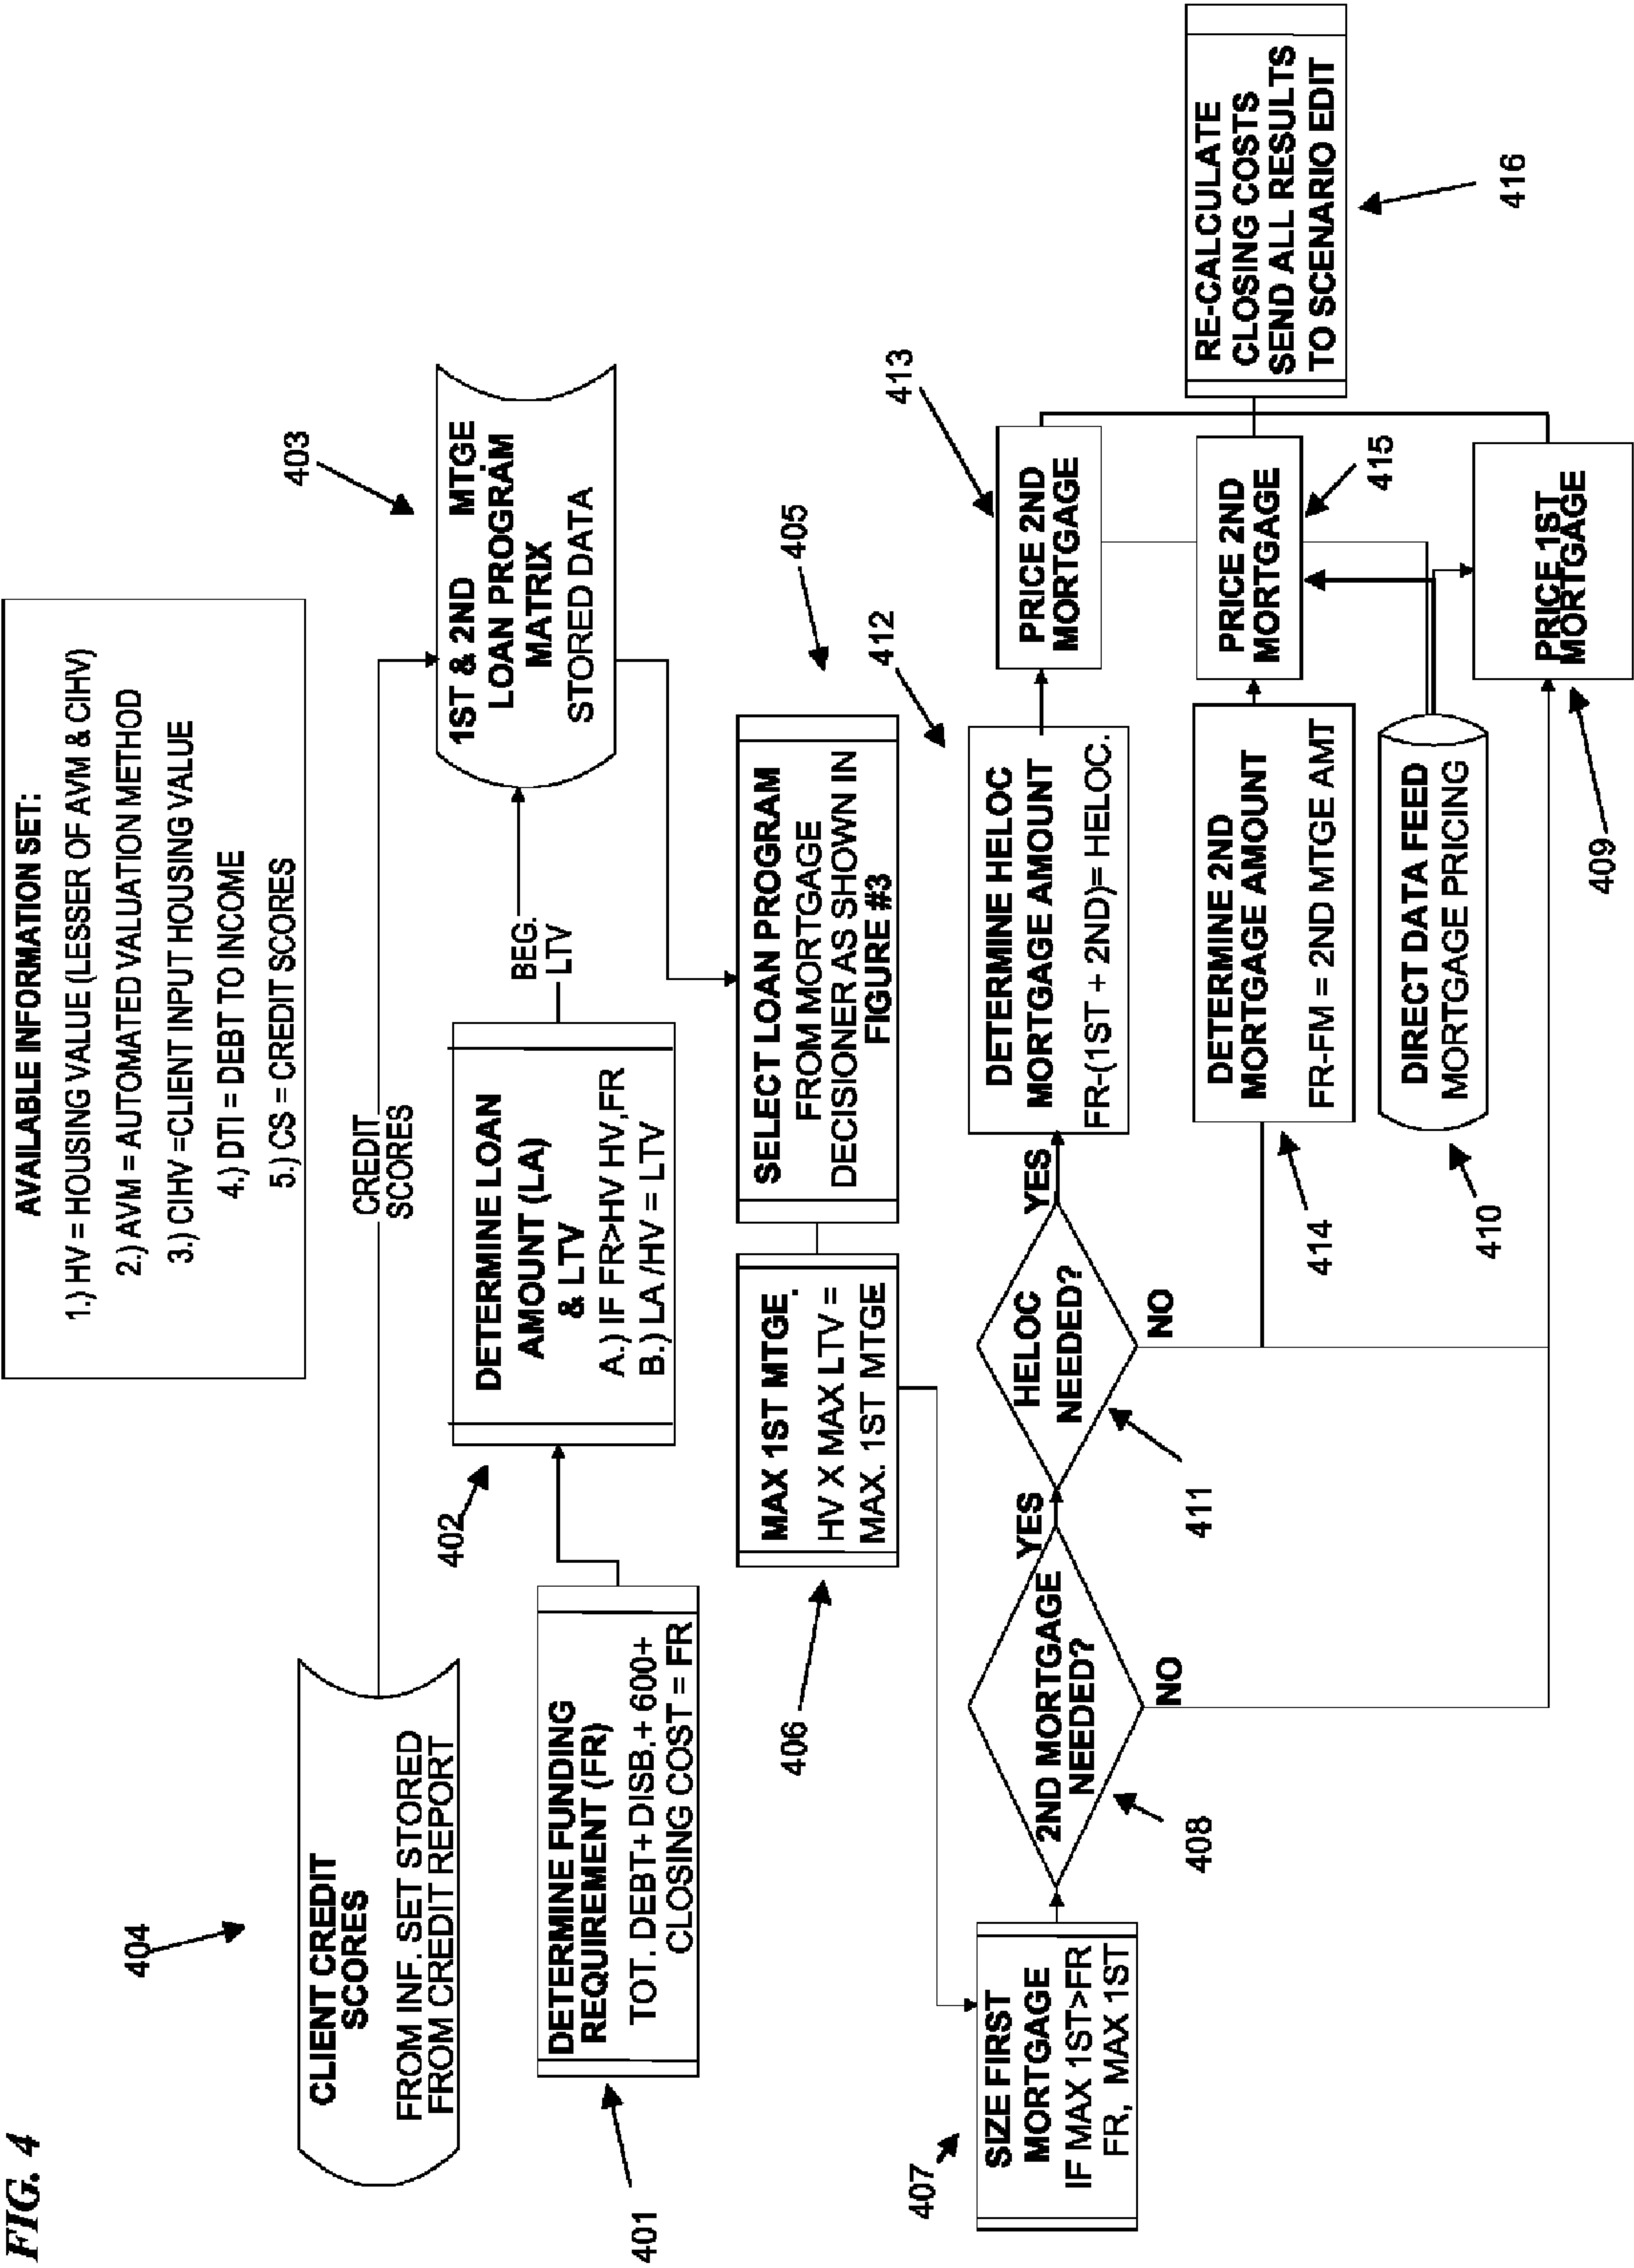 FIG. 4
AVAILABLE INFORMATION SET:
1.) HV = HOUSING VALUE (LESSER OF AVM & CIHV)
2.) AVM = AUTOMATED VALUATION METHOD
3.) CIHV =CLIENT INPUT HOUSING VALUE
4.) DTI = DEBT TO INCOME
5.) CS = CREDIT SCORES
404
CLIENT CREDIT
SCORES
FROM INF. SET STORED
FROM CREDIT REPORT
CREDIT
SCORES
403
1ST & 2ND MTGE
LOAN PROGRAM
MATRIX
STORED DATA
401
DETERMINE FUNDING
REQUIREMENT (FR)
TOT. DEBT+ DISB.+ 600+
CLOSING COST = FR
402
DETERMINE LOAN
AMOUNT (LA)
& LTV
A.) IF FR>HV HV,FR
B.) LA /HV = LTV
BEG.
LTV
405
SELECT LOAN PROGRAM
FROM MORTGAGE
DECISIONER AS SHOWN IN
FIGURE #3
406
MAX 1ST MTGE.
HV X MAX LTV =
MAX. 1ST MTGE
407
SIZE FIRST
MORTGAGE
IF MAX 1ST>FR
FR, MAX 1ST
408
2ND MORTGAGE
NEEDED?
YES
NO
411
HELOC
NEEDED?
YES
NO
412
DETERMINE HELOC
MORTGAGE AMOUNT
FR-(1ST + 2ND)= HELOC.
413
PRICE 2ND
MORTGAGE
414
DETERMINE 2ND
MORTGAGE AMOUNT
FR-FM = 2ND MTGE AMT
415
PRICE 2ND
MORTGAGE
410
DIRECT DATA FEED
MORTGAGE PRICING
409
PRICE 1ST
MORTGAGE
416
RE-CALCULATE
CLOSING COSTS
SEND ALL RESULTS
TO SCENARIO EDIT